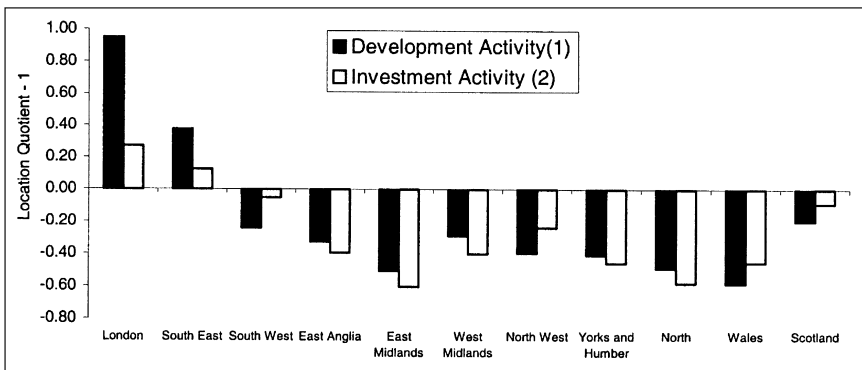 1.00
0.80
0.60
0.40
0.20
0.00
-0.20
-0.40
-0.60
-0.80
Location Quotient - 1
Development Activity(1)
Investment Activity (2)
London
South East
South West
East Anglia
East
Midlands
West
Midlands
North West
Yorks and
Humber
North
Wales
Scotland